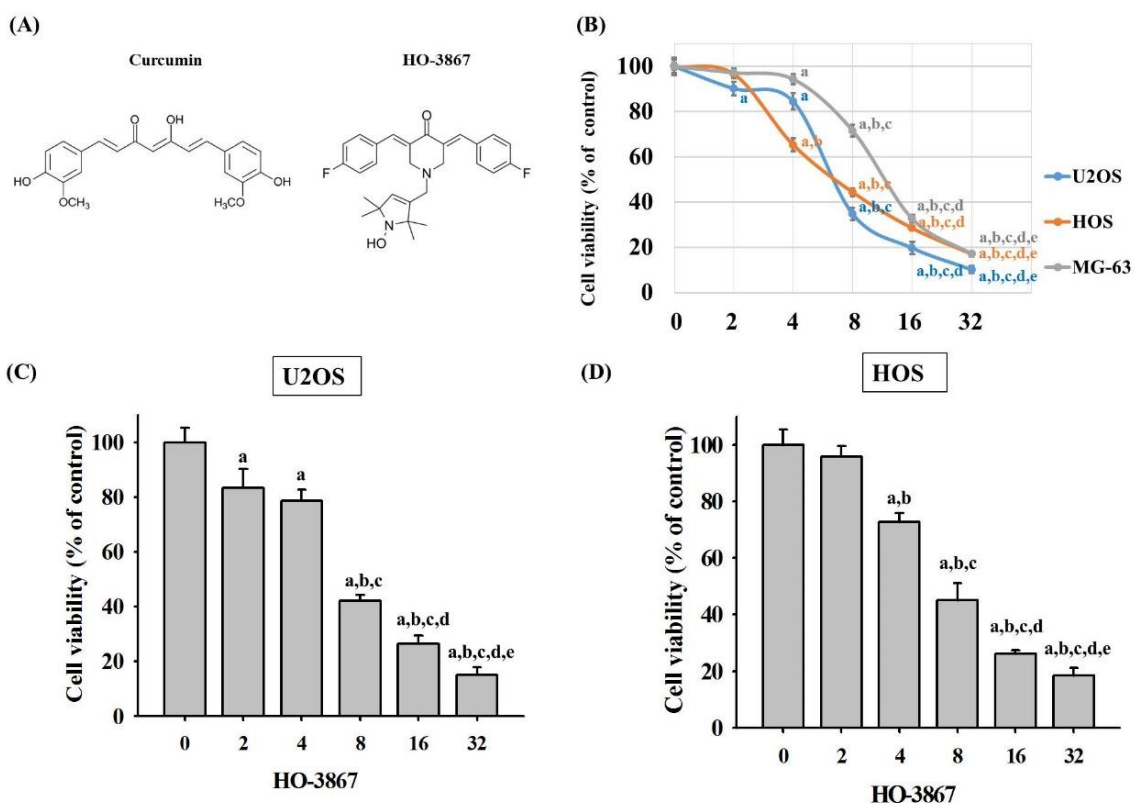 (A)
Curcumin
HO-3867
O
OH
HO
OCH₃
H₃CO
OH
O
F
F
N
N
HO
(B)
Cell viability (% of control)
100
80
60
40
20
0
a
a
a
a,b
a,b,c
a,b,c
a,b,c
a,b,c,d
a,b,c,d
a,b,c,d
a,b,c,d,e
a,b,c,d,e
a,b,c,d,e
0 2 4 8 16 32
U2OS
HOS
MG-63
(C)
U2OS
Cell viability (% of control)
100
80
60
40
20
0
a
a
a,b,c
a,b,c,d
a,b,c,d,e
0 2 4 8 16 32
HO-3867
(D)
HOS
Cell viability (% of control)
100
80
60
40
20
0
a,b
a,b,c
a,b,c,d
a,b,c,d,e
0 2 4 8 16 32
HO-3867